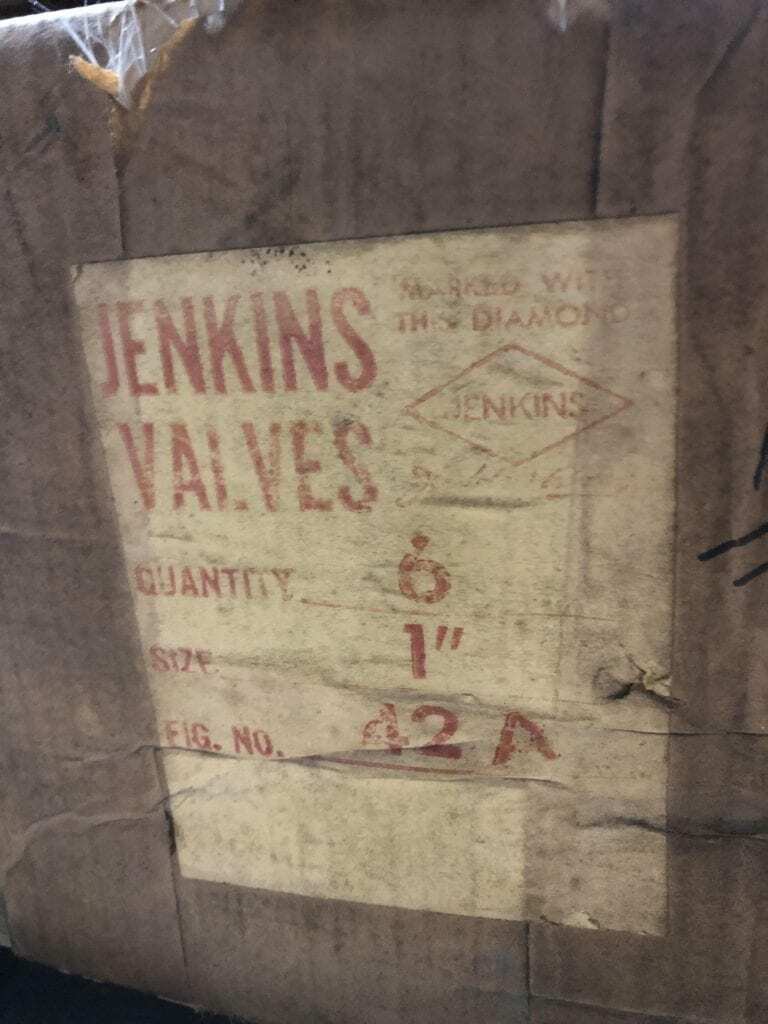 JENKINS
VALVES
MARKED WITH
THIS DIAMOND
JENKINS
QUANTITY 6
SIZE 1"
FIG. NO. 42 A